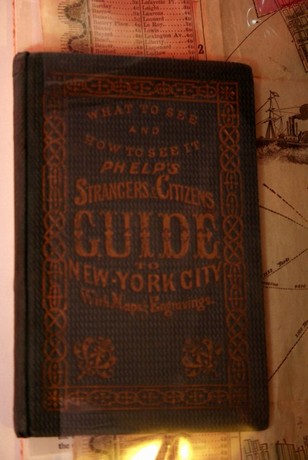 WHAT TO SEE
AND
HOW TO SEE IT
PHELP'S
STRANGERS & CITIZENS
GUIDE
TO
NEW-YORK CITY
With Maps & Engravings.